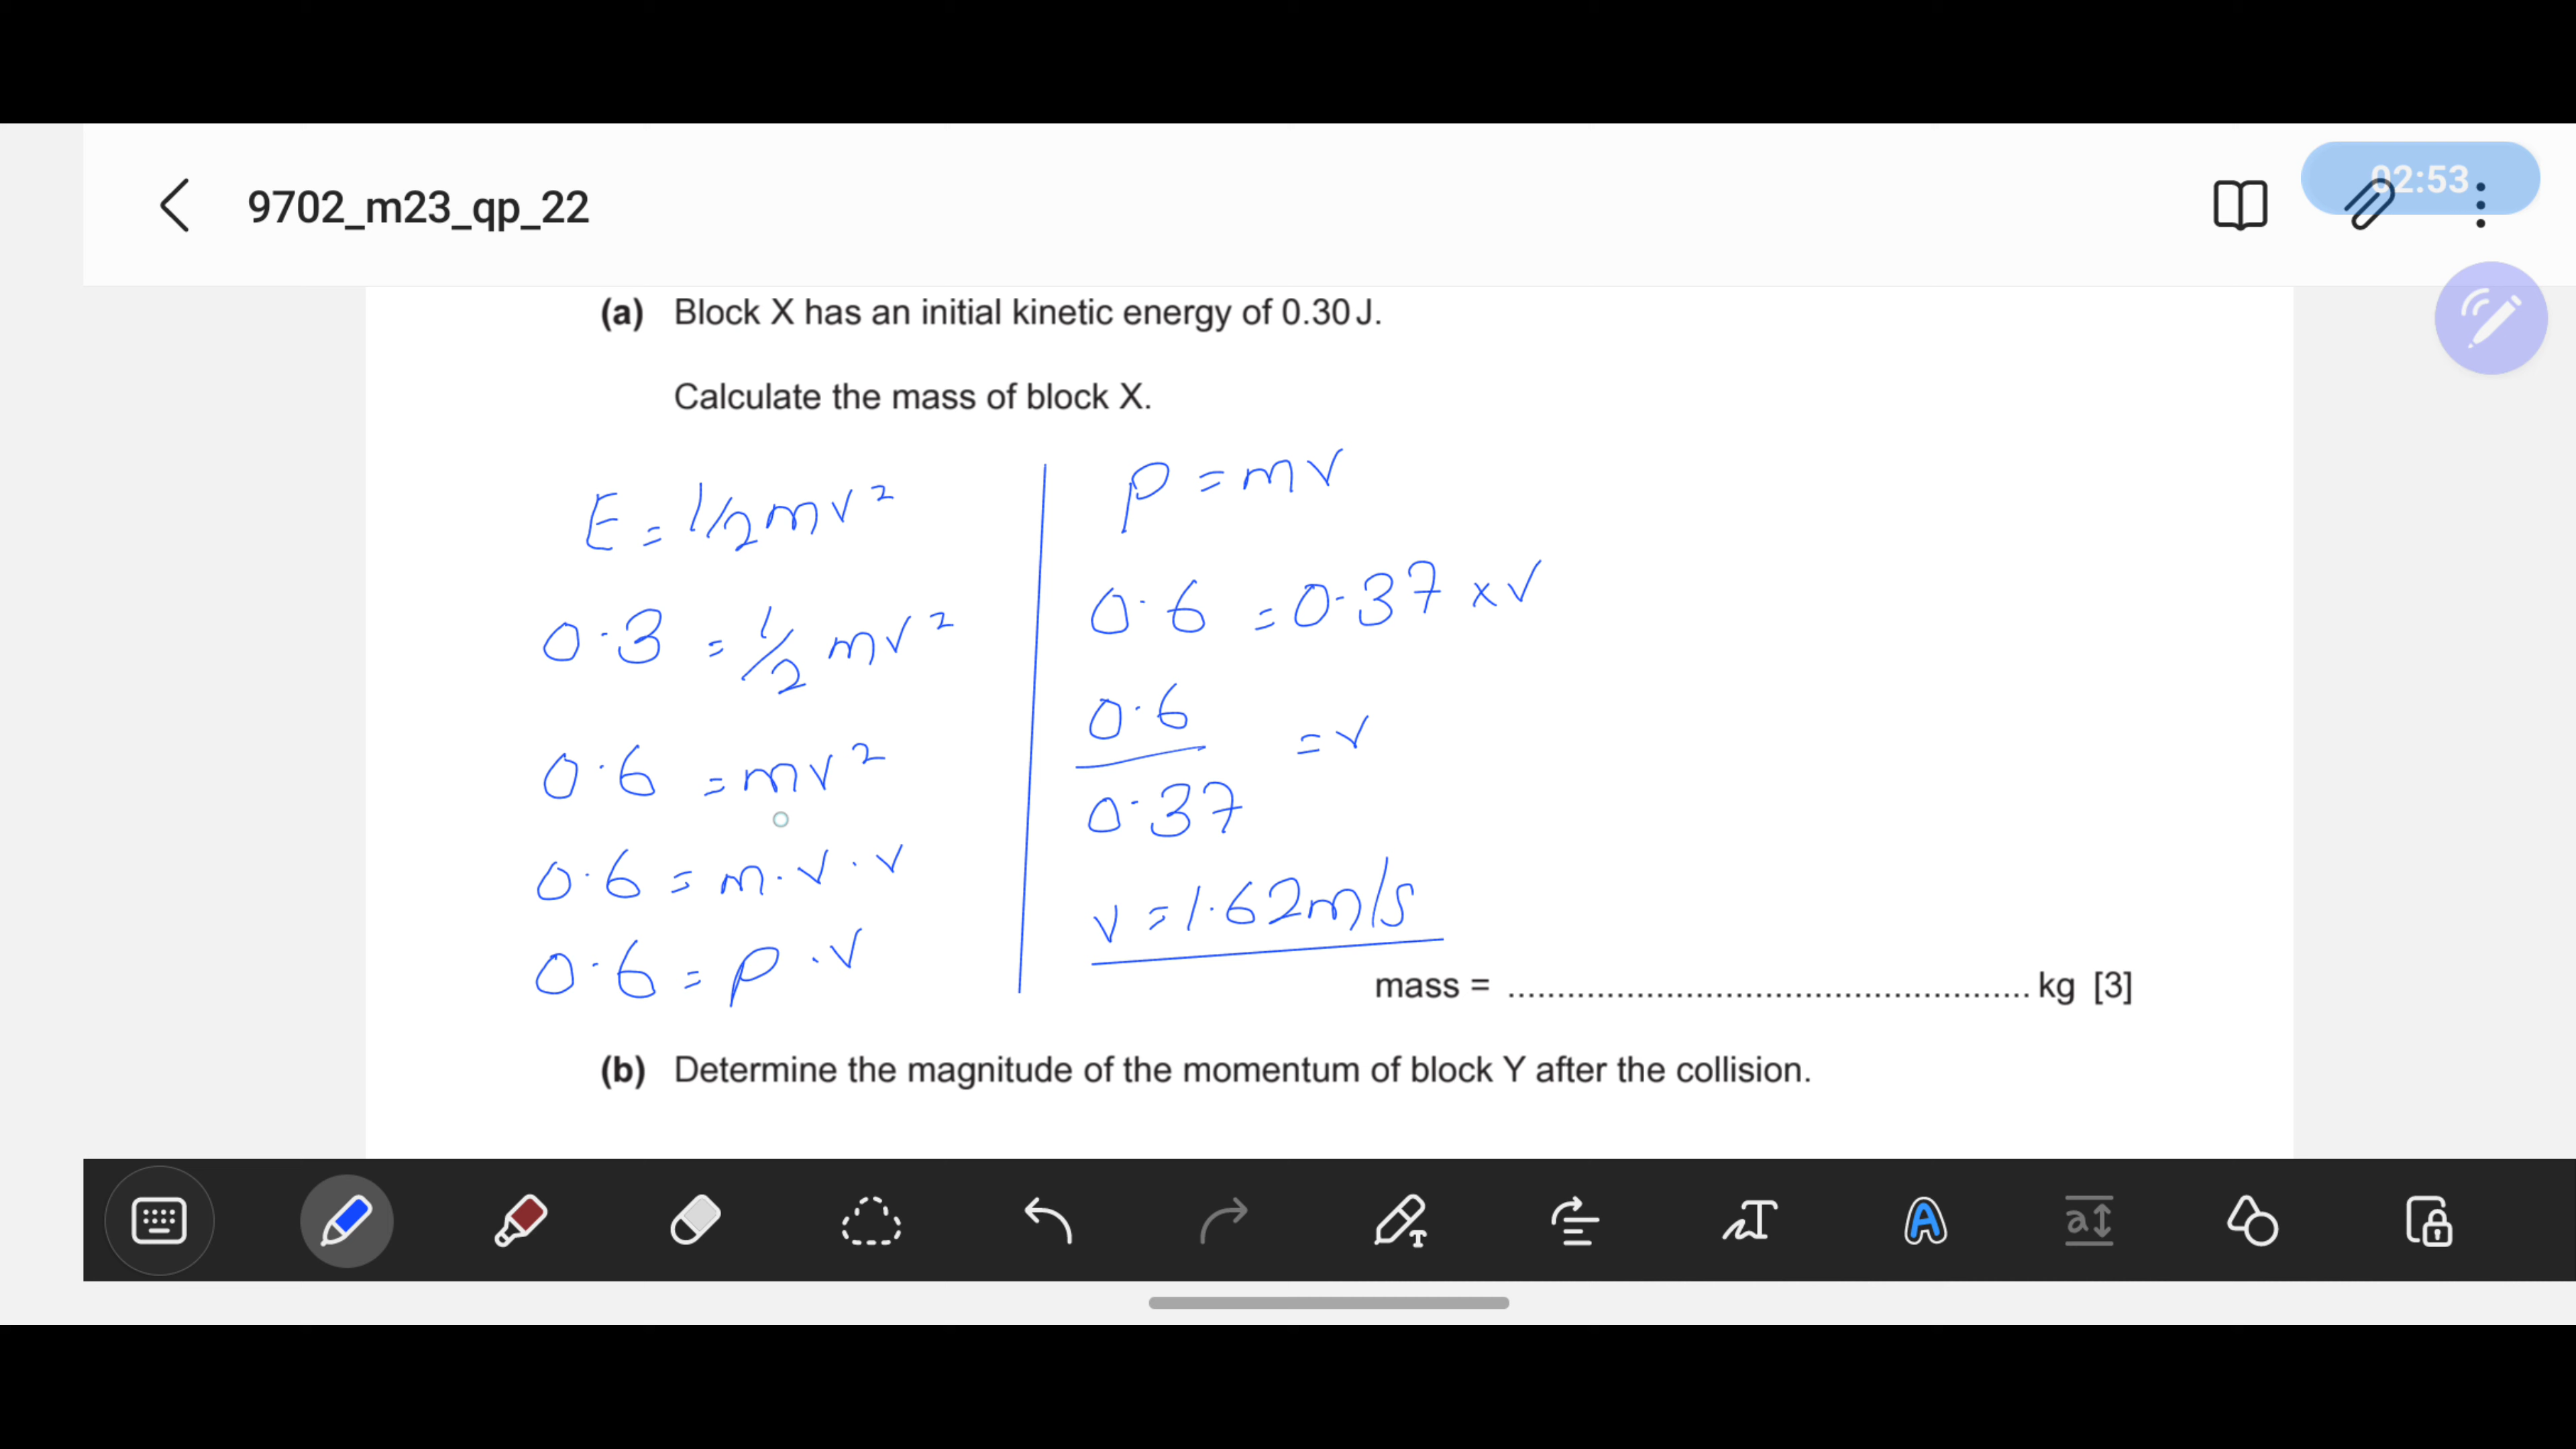 9702_m23_qp_22
02:53
(a) Block X has an initial kinetic energy of 0.30 J.
Calculate the mass of block X.
E = 1/2 mv²
0.3 = 1/2 mv²
0.6 = mv²
0.6 = m.v.v
0.6 = p.v
p = mv
0.6 = 0.37 x v
0.6
= v
0.37
v = 1.62m/s
mass = .................................................... kg [3]
(b) Determine the magnitude of the momentum of block Y after the collision.
T
T
A
a